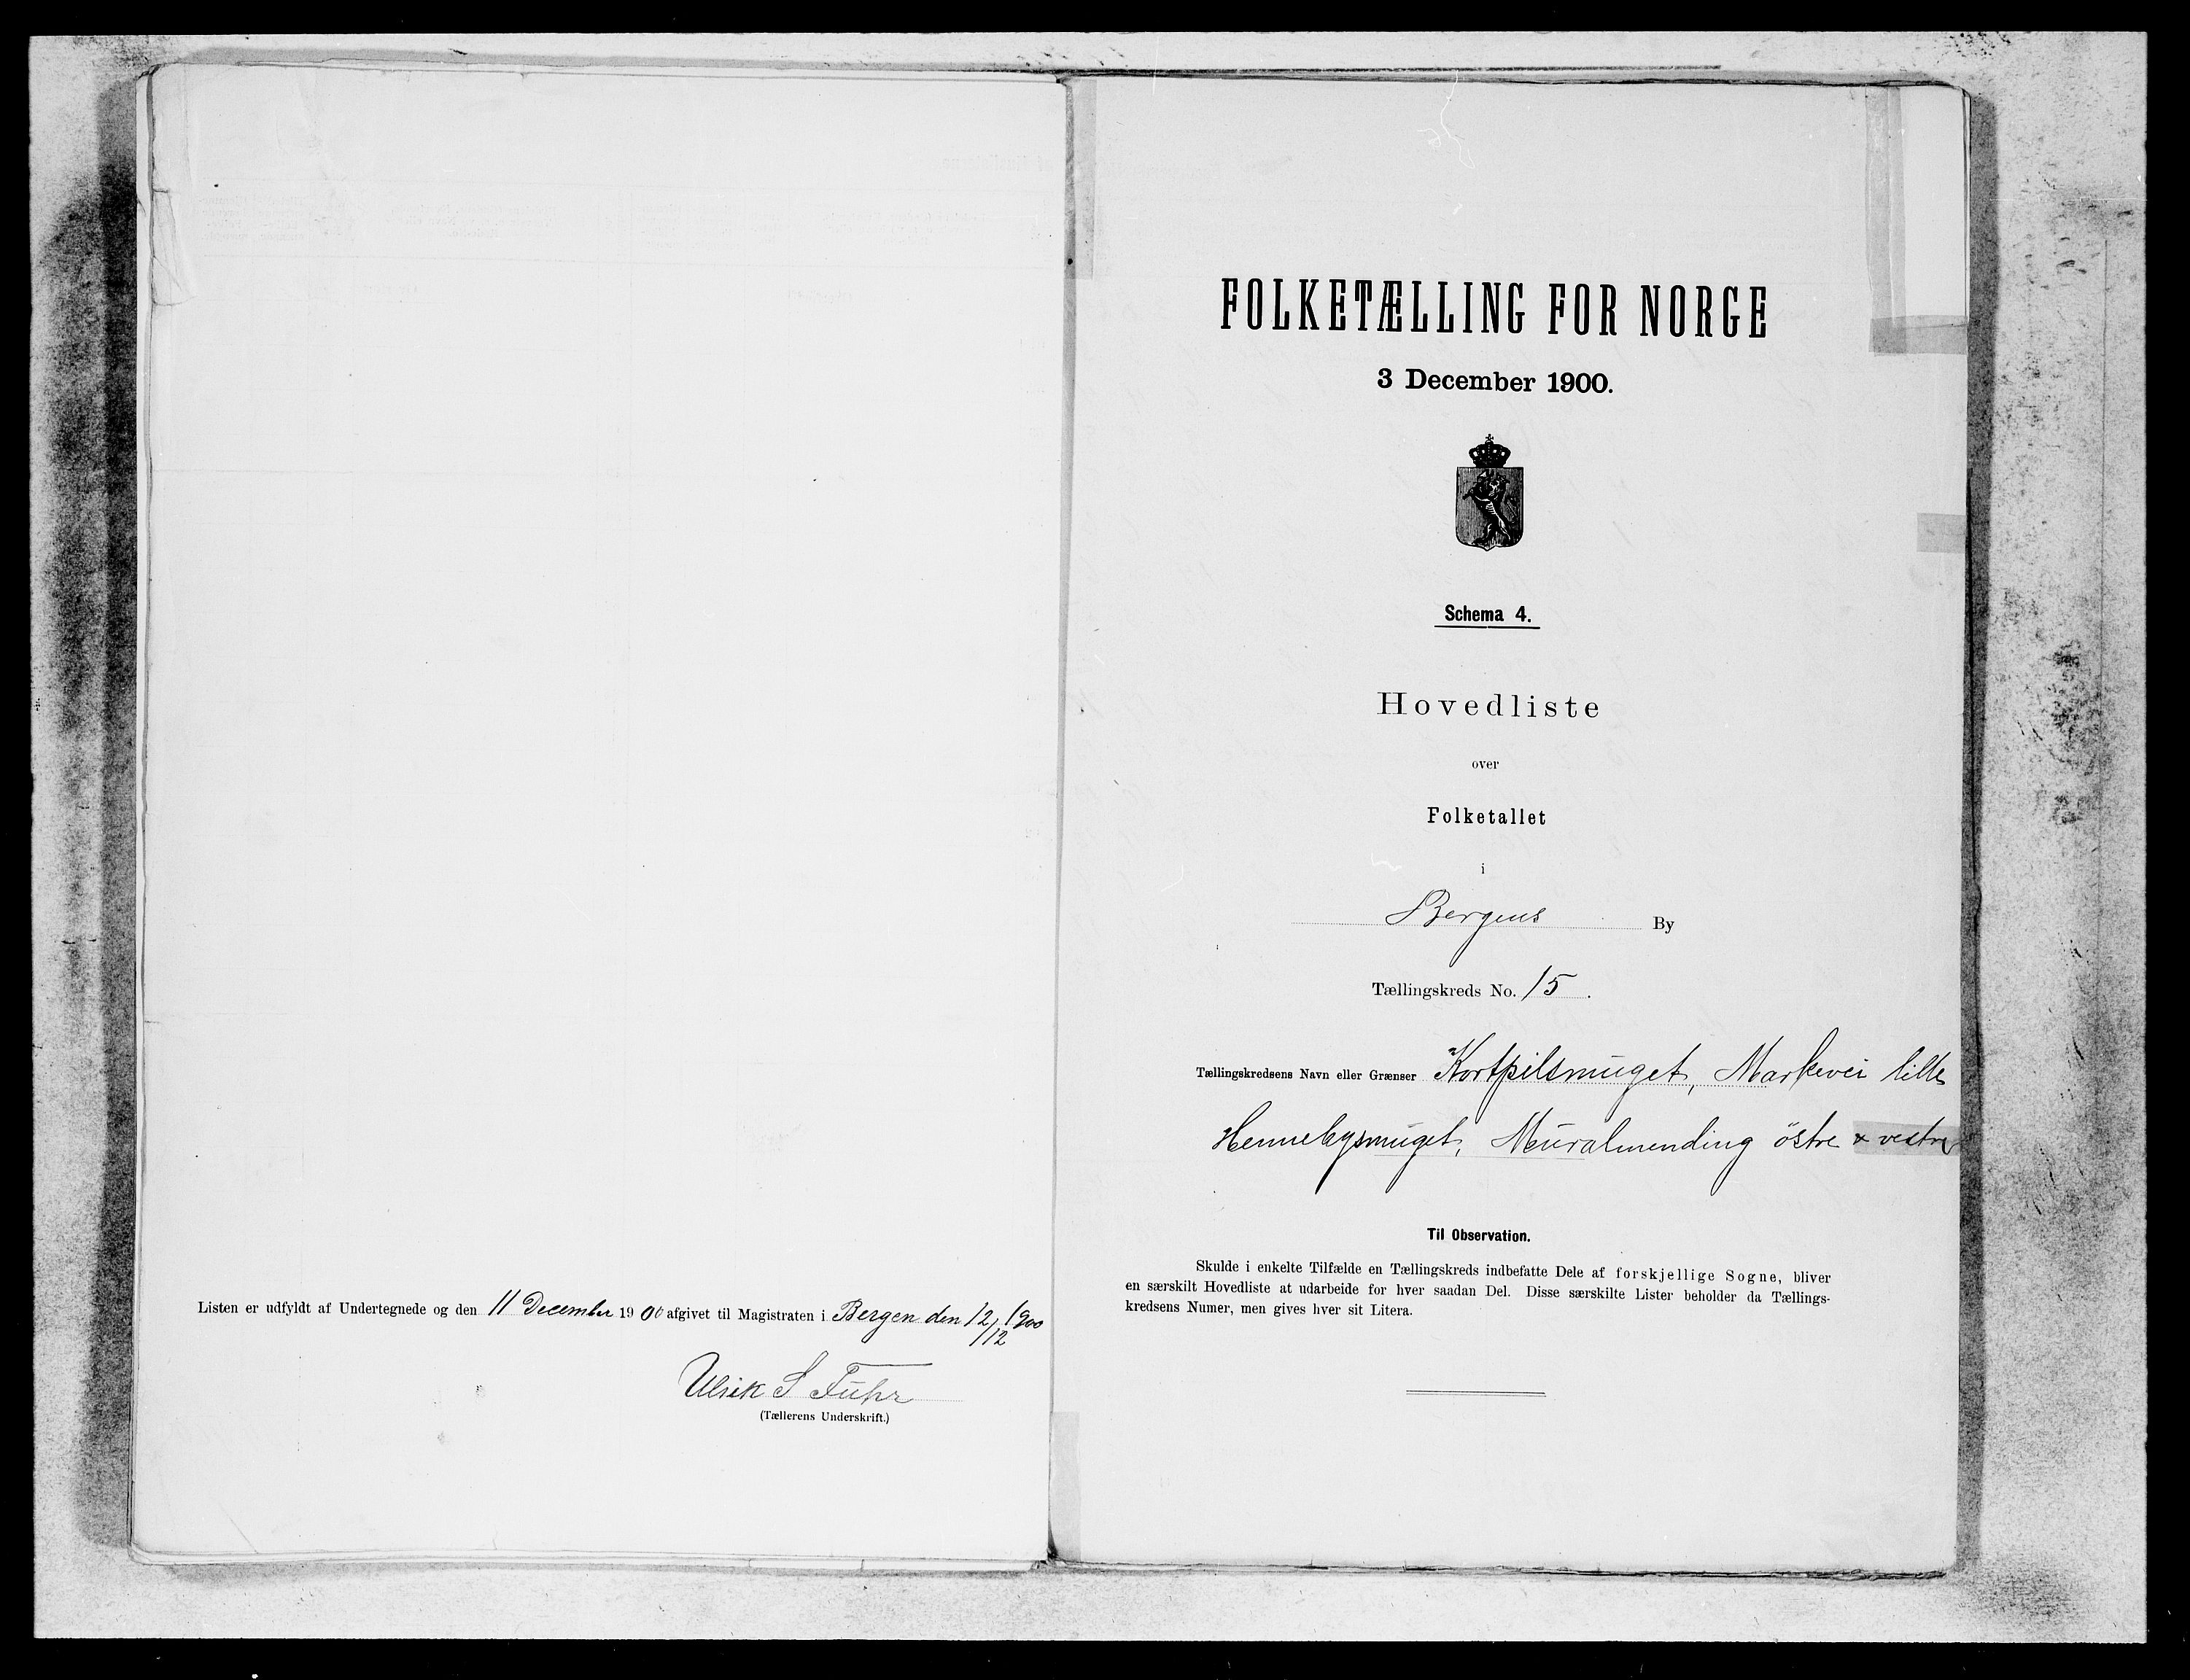 Listen er udfyldt af Undertegnede og den 11 December 1900 afgivet til Magistraten i Bergen den 12/12 1900
Ulrik S Fuhr
(Tællerens Underskrift.)
FOLKETÆLLING FOR NORGE
3 December 1900.
Schema 4.
Hovedliste
over
Folketallet
i
Bergens By
Tællingskreds No. 15.
Tællingskredsens Navn eller Grænser Kortpilsmuget, Markevei lille
Hennebysmuget, Muralmending östre & vestre
Til Observation.
Skulde i enkelte Tilfælde en Tællingskreds indbefatte Dele af forskjellige Sogne, bliver
en særskilt Hovedliste at udarbeide for hver saadan Del. Disse særskilte Lister beholder da Tællings-
kredsens Numer, men gives hver sit Litera.